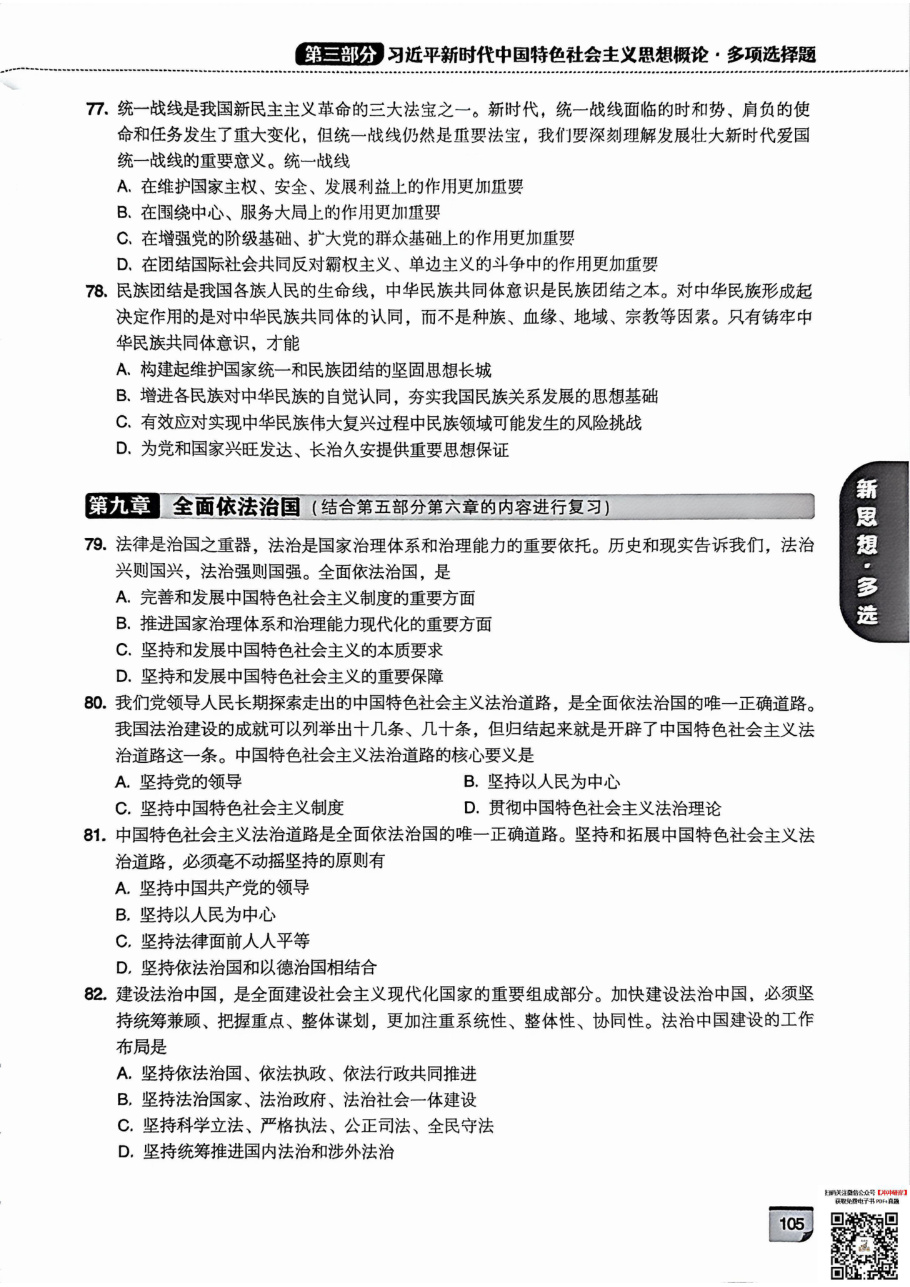 第三部分 习近平新时代中国特色社会主义思想概论·多项选择题
77. 统一战线是我国新民主主义革命的三大法宝之一。新时代，统一战线面临的时和势、肩负的使
命和任务发生了重大变化，但统一战线仍然是重要法宝，我们要深刻理解发展壮大新时代爱国
统一战线的重要意义。统一战线
A. 在维护国家主权、安全、发展利益上的作用更加重要
B. 在围绕中心、服务大局上的作用更加重要
C. 在增强党的阶级基础、扩大党的群众基础上的作用更加重要
D. 在团结国际社会共同反对霸权主义、单边主义的斗争中的作用更加重要
78. 民族团结是我国各族人民的生命线，中华民族共同体意识是民族团结之本。对中华民族形成起
决定作用的是对中华民族共同体的认同，而不是种族、血缘、地域、宗教等因素。只有铸牢中
华民族共同体意识，才能
A. 构建起维护国家统一和民族团结的坚固思想长城
B. 增进各民族对中华民族的自觉认同，夯实我国民族关系发展的思想基础
C. 有效应对实现中华民族伟大复兴过程中民族领域可能发生的风险挑战
D. 为党和国家兴旺发达、长治久安提供重要思想保证
第九章 全面依法治国（结合第五部分第六章的内容进行复习）
79. 法律是治国之重器，法治是国家治理体系和治理能力的重要依托。历史和现实告诉我们，法治
兴则国兴，法治强则国强。全面依法治国，是
A. 完善和发展中国特色社会主义制度的重要方面
B. 推进国家治理体系和治理能力现代化的重要方面
C. 坚持和发展中国特色社会主义的本质要求
D. 坚持和发展中国特色社会主义的重要保障
80. 我们党领导人民长期探索走出的中国特色社会主义法治道路，是全面依法治国的唯一正确道路。
我国法治建设的成就可以列举出十几条、几十条，但归结起来就是开辟了中国特色社会主义法
治道路这一条。中国特色社会主义法治道路的核心要义是
A. 坚持党的领导 B. 坚持以人民为中心
C. 坚持中国特色社会主义制度 D. 贯彻中国特色社会主义法治理论
81. 中国特色社会主义法治道路是全面依法治国的唯一正确道路。坚持和拓展中国特色社会主义法
治道路，必须毫不动摇坚持的原则有
A. 坚持中国共产党的领导
B. 坚持以人民为中心
C. 坚持法律面前人人平等
D. 坚持依法治国和以德治国相结合
82. 建设法治中国，是全面建设社会主义现代化国家的重要组成部分。加快建设法治中国，必须坚
持统筹兼顾、把握重点、整体谋划，更加注重系统性、整体性、协同性。法治中国建设的工作
布局是
A. 坚持依法治国、依法执政、依法行政共同推进
B. 坚持法治国家、法治政府、法治社会一体建设
C. 坚持科学立法、严格执法、公正司法、全民守法
D. 坚持统筹推进国内法治和涉外法治
新思想·多选
扫码关注微信公众号【冲冲研资】
获取免费电子书PDF+真题
105